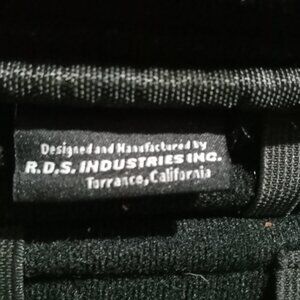 Designed and Manufactured by
R.D.S. INDUSTRIES INC.
Torrance, California